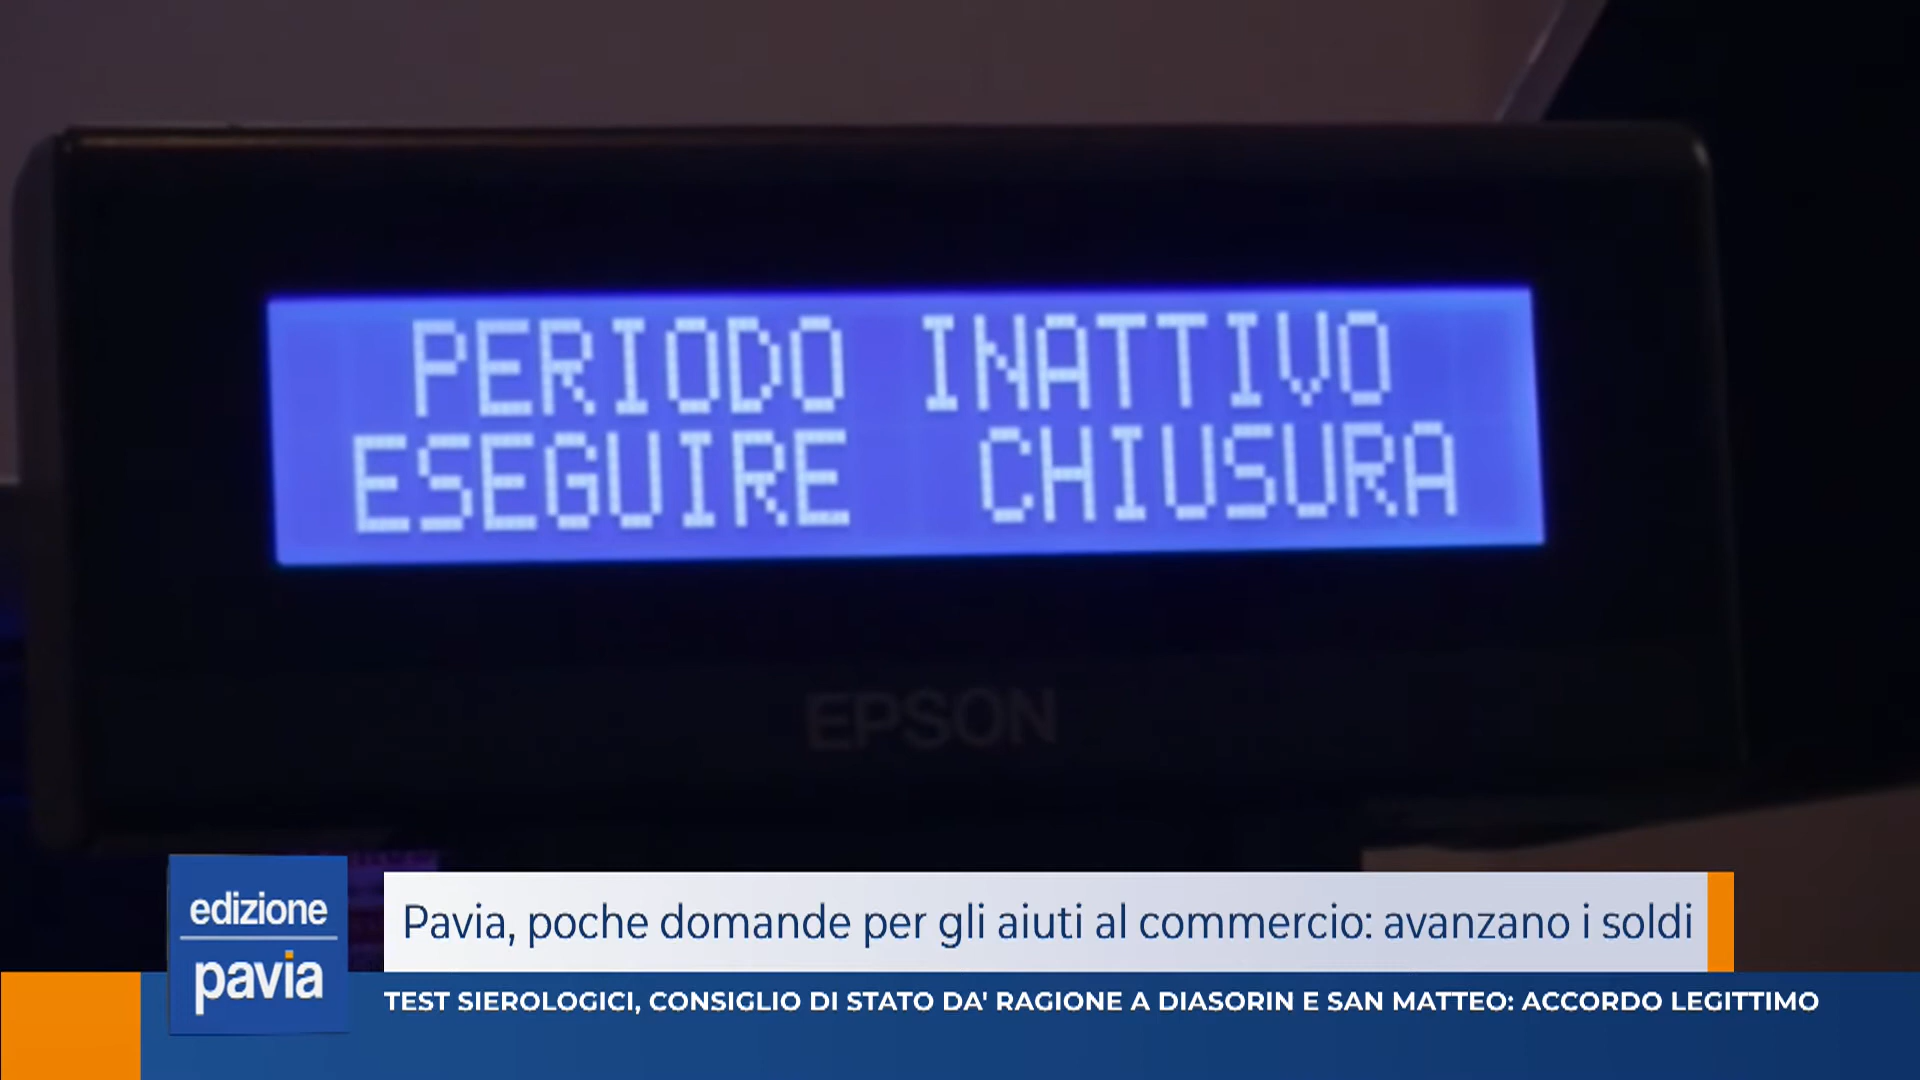 PERIODO INATTIVO
ESEGUIRE CHIUSURA
EPSON
edizione
pavia
Pavia, poche domande per gli aiuti al commercio: avanzano i soldi
TEST SIEROLOGICI, CONSIGLIO DI STATO DA' RAGIONE A DIASORIN E SAN MATTEO: ACCORDO LEGITTIMO